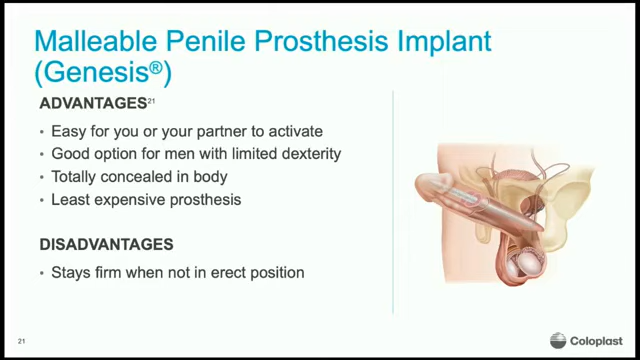 Malleable Penile Prosthesis Implant
(Genesis®)
ADVANTAGES²¹
• Easy for you or your partner to activate
• Good option for men with limited dexterity
• Totally concealed in body
• Least expensive prosthesis
DISADVANTAGES
• Stays firm when not in erect position
21
Coloplast